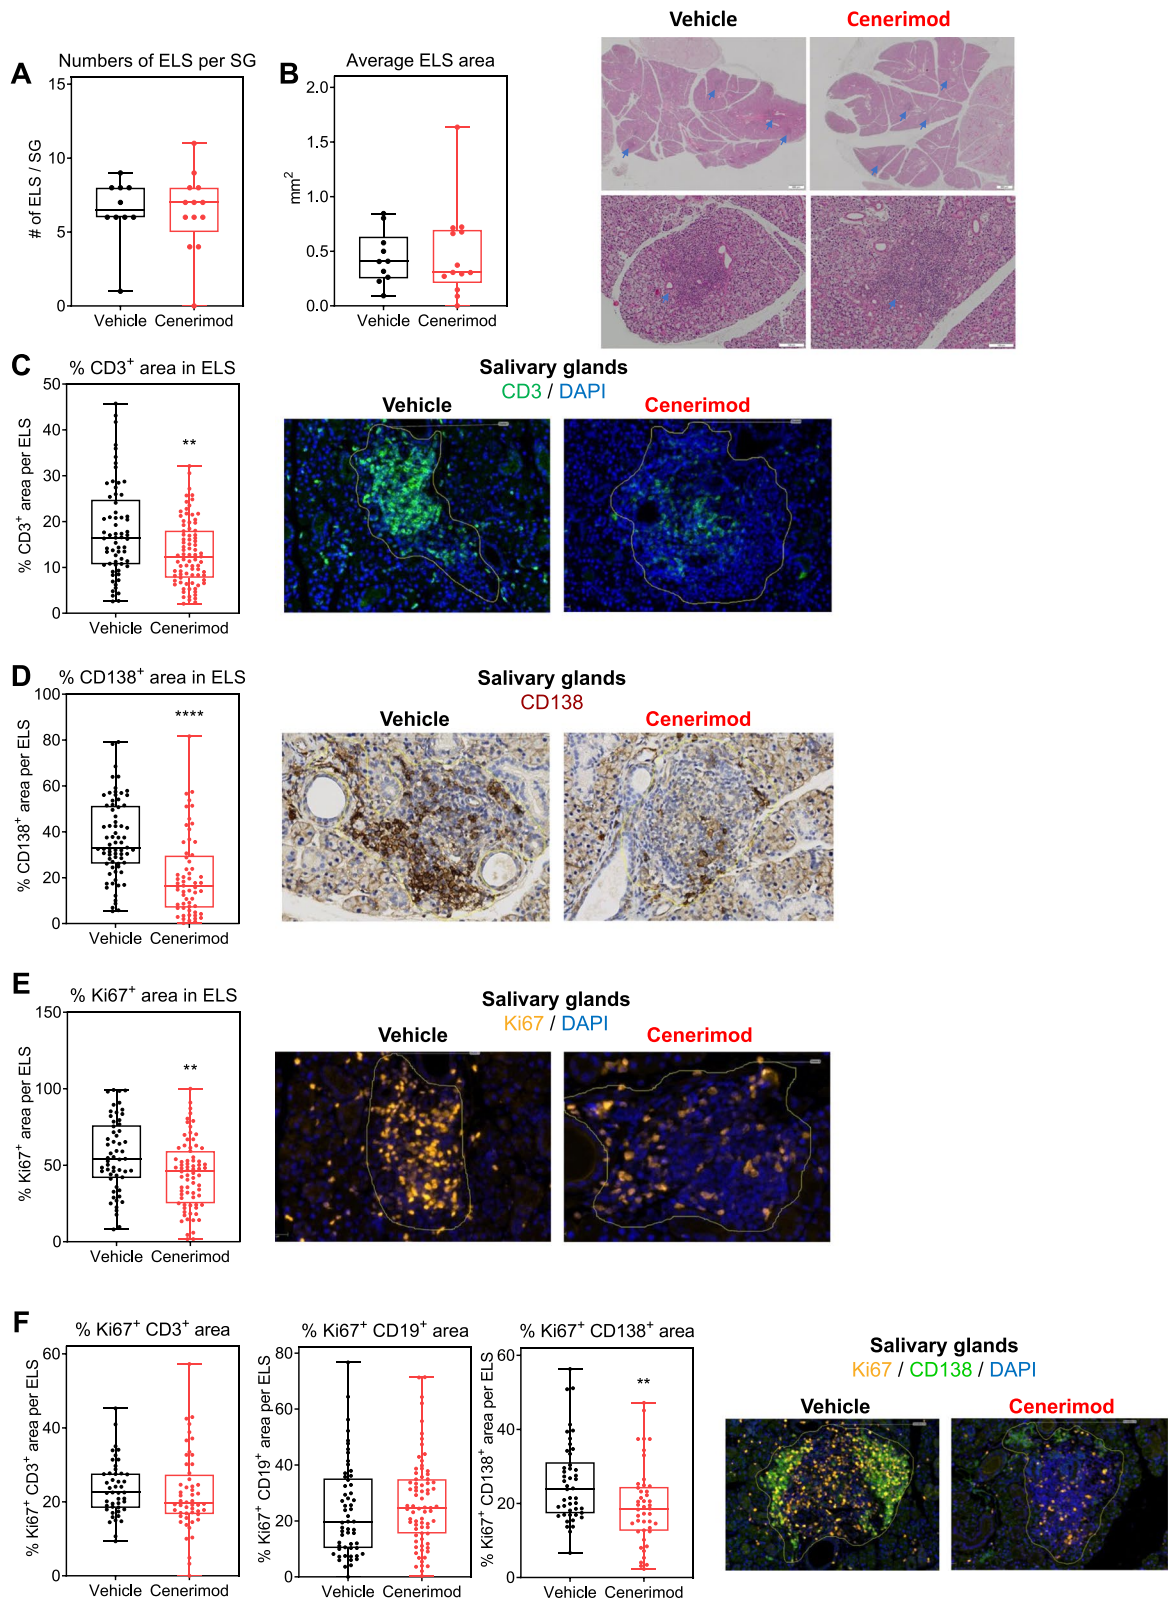 Vehicle Cenerimod
A Numbers of ELS per SG
# of ELS / SG
15
10
5
0
Vehicle Cenerimod
B Average ELS area
mm²
2.0
1.5
1.0
0.5
0.0
Vehicle Cenerimod
C % CD3⁺ area in ELS
% CD3⁺ area per ELS
50
40
30
20
10
0
**
Vehicle Cenerimod
Salivary glands
CD3 / DAPI
Vehicle Cenerimod
D % CD138⁺ area in ELS
% CD138⁺ area per ELS
100
80
60
40
20
0
****
Vehicle Cenerimod
Salivary glands
CD138
Vehicle Cenerimod
E % Ki67⁺ area in ELS
% Ki67⁺ area per ELS
150
100
50
0
**
Vehicle Cenerimod
Salivary glands
Ki67 / DAPI
Vehicle Cenerimod
F % Ki67⁺ CD3⁺ area
% Ki67⁺ CD3⁺ area per ELS
60
40
20
0
Vehicle Cenerimod
% Ki67⁺ CD19⁺ area
% Ki67⁺ CD19⁺ area per ELS
80
60
40
20
0
Vehicle Cenerimod
% Ki67⁺ CD138⁺ area
% Ki67⁺ CD138⁺ area per ELS
60
40
20
0
**
Vehicle Cenerimod
Salivary glands
Ki67 / CD138 / DAPI
Vehicle Cenerimod